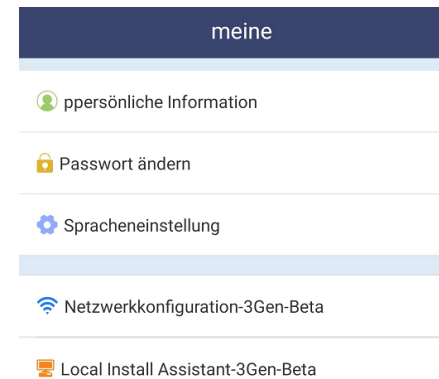 meine
ppersönliche Information
Passwort ändern
Spracheneinstellung
Netzwerkkonfiguration-3Gen-Beta
Local Install Assistant-3Gen-Beta